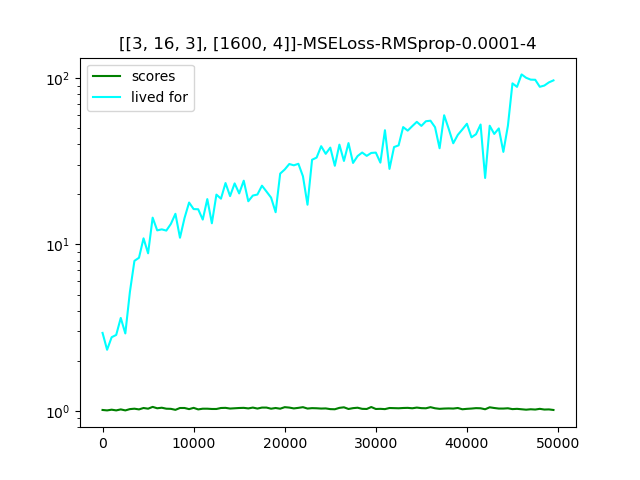 [[3, 16, 3], [1600, 4]]-MSELoss-RMSprop-0.0001-4
scores
lived for
10²
10¹
10⁰
0 10000 20000 30000 40000 50000